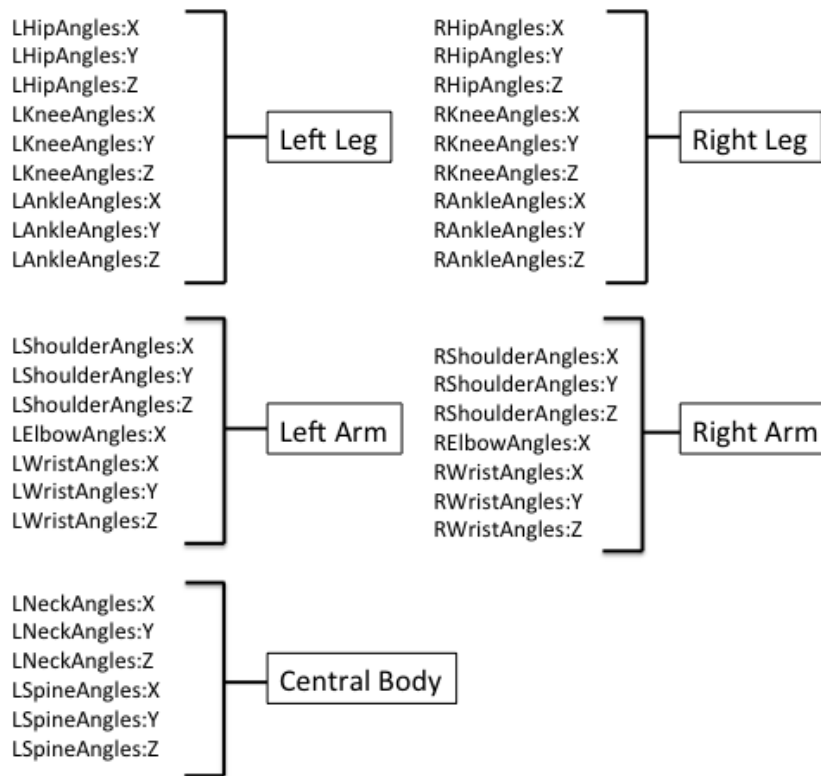 LHipAngles:X
LHipAngles:Y
LHipAngles:Z
LKneeAngles:X
LKneeAngles:Y
LKneeAngles:Z
LAnkleAngles:X
LAnkleAngles:Y
LAnkleAngles:Z
Left Leg
RHipAngles:X
RHipAngles:Y
RHipAngles:Z
RKneeAngles:X
RKneeAngles:Y
RKneeAngles:Z
RAnkleAngles:X
RAnkleAngles:Y
RAnkleAngles:Z
Right Leg
LShoulderAngles:X
LShoulderAngles:Y
LShoulderAngles:Z
LElbowAngles:X
LWristAngles:X
LWristAngles:Y
LWristAngles:Z
Left Arm
RShoulderAngles:X
RShoulderAngles:Y
RShoulderAngles:Z
RElbowAngles:X
RWristAngles:X
RWristAngles:Y
RWristAngles:Z
Right Arm
LNeckAngles:X
LNeckAngles:Y
LNeckAngles:Z
LSpineAngles:X
LSpineAngles:Y
LSpineAngles:Z
Central Body